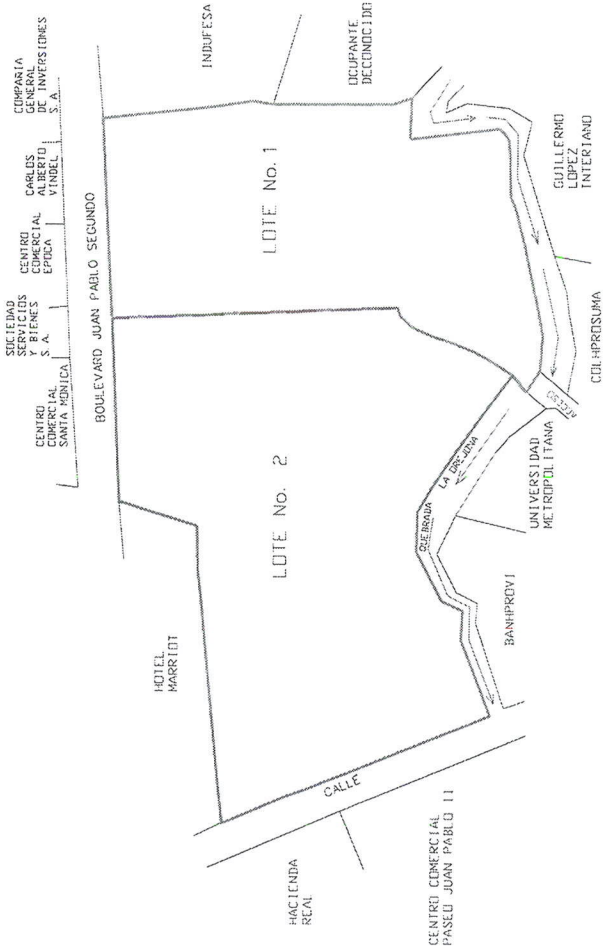 COMPAÑIA
GENERAL
DE INVERSIONES
S. A.
CARLOS
ALBERTO
VINDEL
CENTRO
COMERCIAL
EPOCA
SOCIEDAD
SERVICIOS
Y BIENES
S. A.
CENTRO
COMERCIAL
SANTA MONICA
BOULEVARD JUAN PABLO SEGUNDO
INDUFESA
OCUPANTE
DECONOCIDO
LOTE No. 1
LOTE No. 2
GUILLERMO
LOPEZ
INTERIANO
COLHPROSUMA
ACCESO
UNIVERSIDAD
METROPOLITANA
QUEBRADA LA OREJONA
BANHPROVI
HOTEL
MARRIOT
CALLE
HACIENDA
REAL
CENTRO COMERCIAL
PASEO JUAN PABLO II